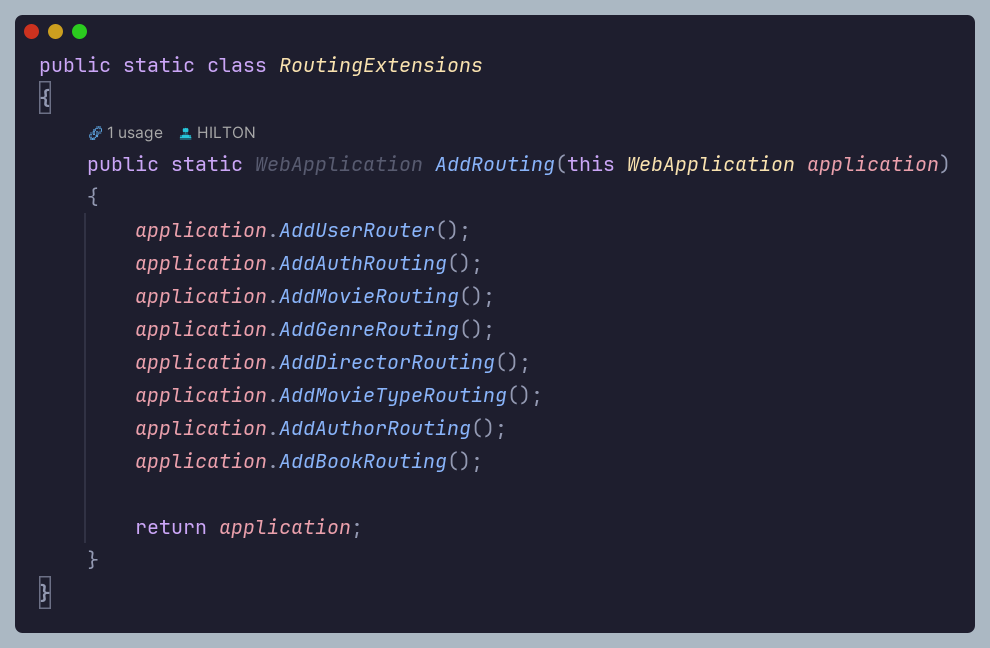 public static class RoutingExtensions
{
1 usage HILTON
public static WebApplication AddRouting(this WebApplication application)
{
application.AddUserRouter();
application.AddAuthRouting();
application.AddMovieRouting();
application.AddGenreRouting();
application.AddDirectorRouting();
application.AddMovieTypeRouting();
application.AddAuthorRouting();
application.AddBookRouting();
return application;
}
}